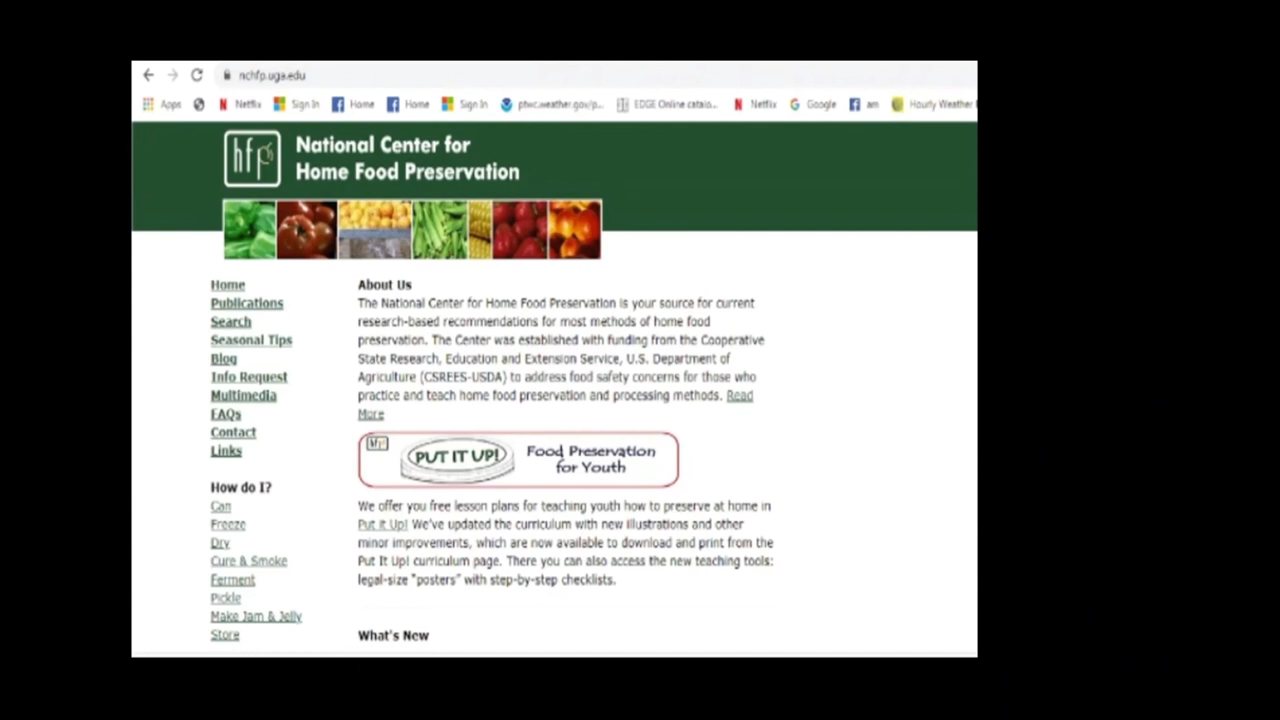 nchfp.uga.edu
Apps Netflix Sign In Home Home Sign In ptwc.weather.gov/p... EDGE Online catalo... Netflix Google am Hourly Weather
hfp
National Center for
Home Food Preservation
Home
Publications
Search
Seasonal Tips
Blog
Info Request
Multimedia
FAQs
Contact
Links
How do I?
Can
Freeze
Dry
Cure & Smoke
Ferment
Pickle
Make Jam & Jelly
Store
About Us
The National Center for Home Food Preservation is your source for current
research-based recommendations for most methods of home food
preservation. The Center was established with funding from the Cooperative
State Research, Education and Extension Service, U.S. Department of
Agriculture (CSREES-USDA) to address food safety concerns for those who
practice and teach home food preservation and processing methods. Read
More
hfp
PUT IT UP!
Food Preservation
for Youth
We offer you free lesson plans for teaching youth how to preserve at home in
Put it Up! We've updated the curriculum with new illustrations and other
minor improvements, which are now available to download and print from the
Put It Up! curriculum page. There you can also access the new teaching tools:
legal-size "posters" with step-by-step checklists.
What's New